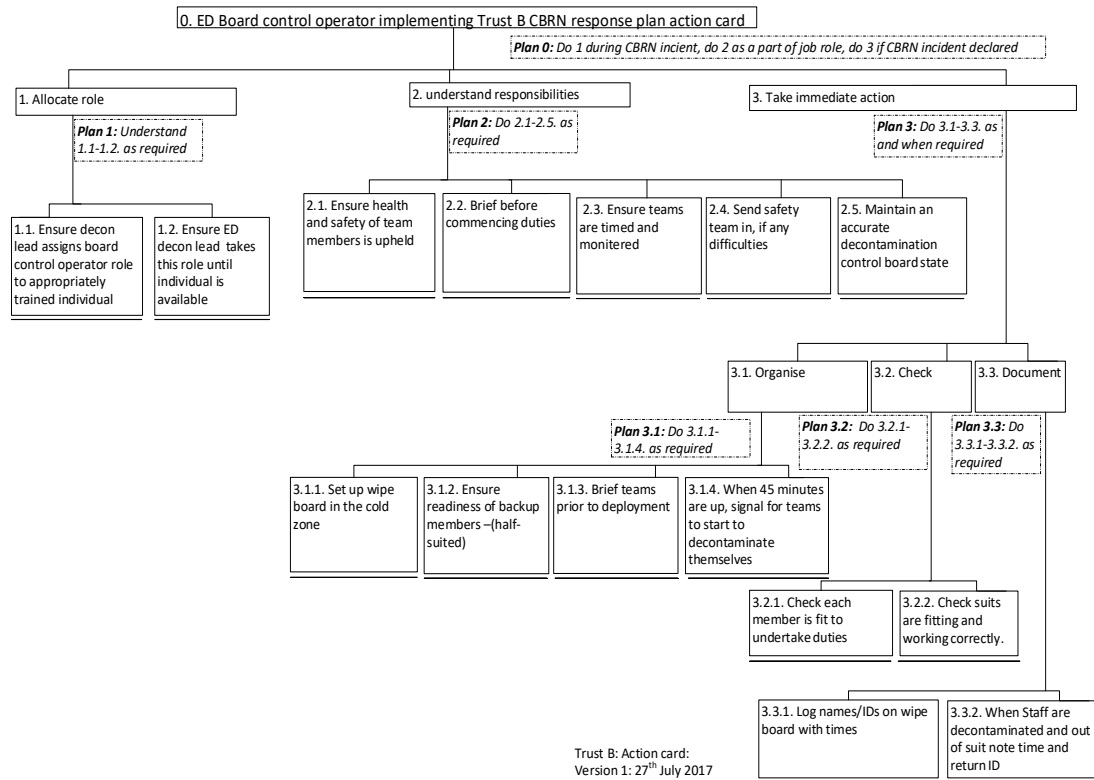 0. ED Board control operator implementing Trust B CBRN response plan action card
Plan 0: Do 1 during CBRN incient, do 2 as a part of job role, do 3 if CBRN incident declared
1. Allocate role
Plan 1: Understand
1.1-1.2. as required
2. understand responsibilities
Plan 2: Do 2.1-2.5. as
required
3. Take immediate action
Plan 3: Do 3.1-3.3. as
and when required
1.1. Ensure decon
lead assigns board
control operator role
to appropriately
trained individual
1.2. Ensure ED
decon lead takes
this role until
individual is
available
2.1. Ensure health
and safety of team
members is upheld
2.2. Brief before
commencing duties
2.3. Ensure teams
are timed and
monitered
2.4. Send safety
team in, if any
difficulties
2.5. Maintain an
accurate
decontamination
control board state
3.1. Organise
3.2. Check
3.3. Document
Plan 3.1: Do 3.1.1-
3.1.4. as required
Plan 3.2: Do 3.2.1-
3.2.2. as required
Plan 3.3: Do
3.3.1-3.3.2. as
required
3.1.1. Set up wipe
board in the cold
zone
3.1.2. Ensure
readiness of backup
members –(half-
suited)
3.1.3. Brief teams
prior to deployment
3.1.4. When 45 minutes
are up, signal for teams
to start to
decontaminate
themselves
3.2.1. Check each
member is fit to
undertake duties
3.2.2. Check suits
are fitting and
working correctly.
3.3.1. Log names/IDs on wipe
board with times
3.3.2. When Staff are
decontaminated and out
of suit note time and
return ID
Trust B: Action card:
Version 1: 27th July 2017